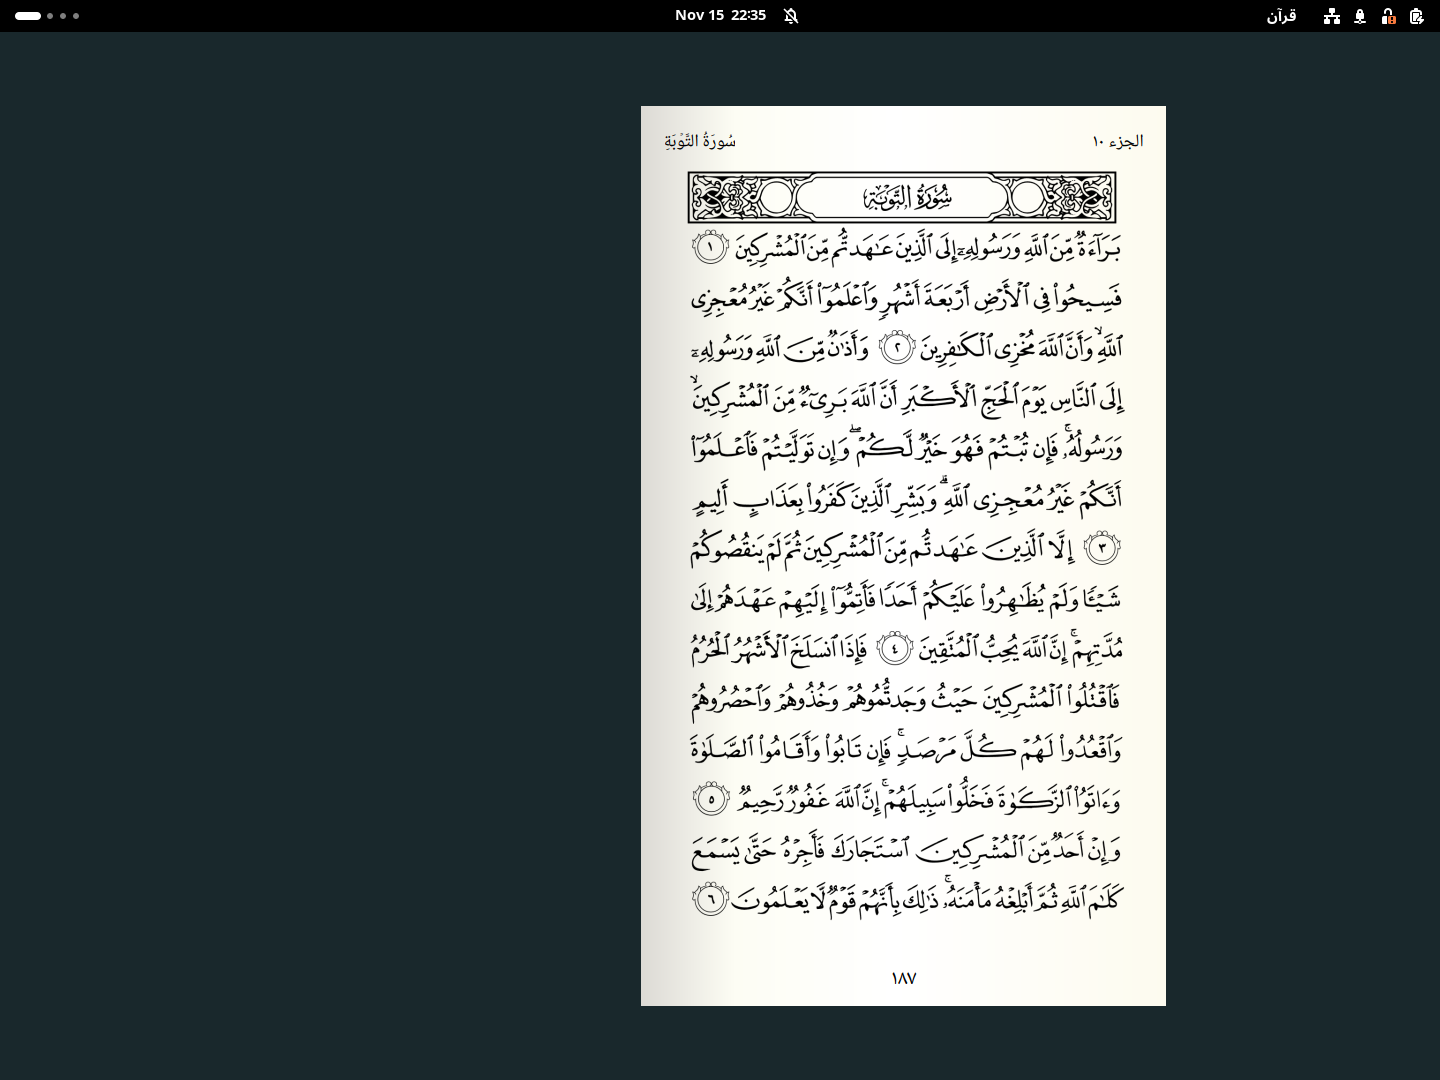 Nov 15 22:35
قرآن
الجزء ١٠
سُورَةُ التَّوۡبَةِ
سُورَةُ التَّوۡبَةِ
بَرَآءَةٞ مِّنَ ٱللَّهِ وَرَسُولِهِۦٓ إِلَى ٱلَّذِينَ عَٰهَدتُّم مِّنَ ٱلۡمُشۡرِكِينَ ١
فَسِيحُواْ فِي ٱلۡأَرۡضِ أَرۡبَعَةَ أَشۡهُرٖ وَٱعۡلَمُوٓاْ أَنَّكُمۡ غَيۡرُ مُعۡجِزِي
ٱللَّهِ وَأَنَّ ٱللَّهَ مُخۡزِي ٱلۡكَٰفِرِينَ ٢ وَأَذَٰنٞ مِّنَ ٱللَّهِ وَرَسُولِهِۦٓ
إِلَى ٱلنَّاسِ يَوۡمَ ٱلۡحَجِّ ٱلۡأَكۡبَرِ أَنَّ ٱللَّهَ بَرِيٓءٞ مِّنَ ٱلۡمُشۡرِكِينَۙ
وَرَسُولُهُۥۚ فَإِن تُبۡتُمۡ فَهُوَ خَيۡرٞ لَّكُمۡۖ وَإِن تَوَلَّيۡتُمۡ فَٱعۡلَمُوٓاْ
أَنَّكُمۡ غَيۡرُ مُعۡجِزِي ٱللَّهِۗ وَبَشِّرِ ٱلَّذِينَ كَفَرُواْ بِعَذَابٍ أَلِيمٍ
٣ إِلَّا ٱلَّذِينَ عَٰهَدتُّم مِّنَ ٱلۡمُشۡرِكِينَ ثُمَّ لَمۡ يَنقُصُوكُمۡ
شَيۡـٔٗا وَلَمۡ يُظَٰهِرُواْ عَلَيۡكُمۡ أَحَدٗا فَأَتِمُّوٓاْ إِلَيۡهِمۡ عَهۡدَهُمۡ إِلَىٰ
مُدَّتِهِمۡۚ إِنَّ ٱللَّهَ يُحِبُّ ٱلۡمُتَّقِينَ ٤ فَإِذَا ٱنسَلَخَ ٱلۡأَشۡهُرُ ٱلۡحُرُمُ
فَٱقۡتُلُواْ ٱلۡمُشۡرِكِينَ حَيۡثُ وَجَدتُّمُوهُمۡ وَخُذُوهُمۡ وَٱحۡصُرُوهُمۡ
وَٱقۡعُدُواْ لَهُمۡ كُلَّ مَرۡصَدٖۚ فَإِن تَابُواْ وَأَقَامُواْ ٱلصَّلَوٰةَ
وَءَاتَوُاْ ٱلزَّكَوٰةَ فَخَلُّواْ سَبِيلَهُمۡۚ إِنَّ ٱللَّهَ غَفُورٞ رَّحِيمٞ ٥
وَإِنۡ أَحَدٞ مِّنَ ٱلۡمُشۡرِكِينَ ٱسۡتَجَارَكَ فَأَجِرۡهُ حَتَّىٰ يَسۡمَعَ
كَلَٰمَ ٱللَّهِ ثُمَّ أَبۡلِغۡهُ مَأۡمَنَهُۥۚ ذَٰلِكَ بِأَنَّهُمۡ قَوۡمٞ لَّا يَعۡلَمُونَ ٦
١٨٧